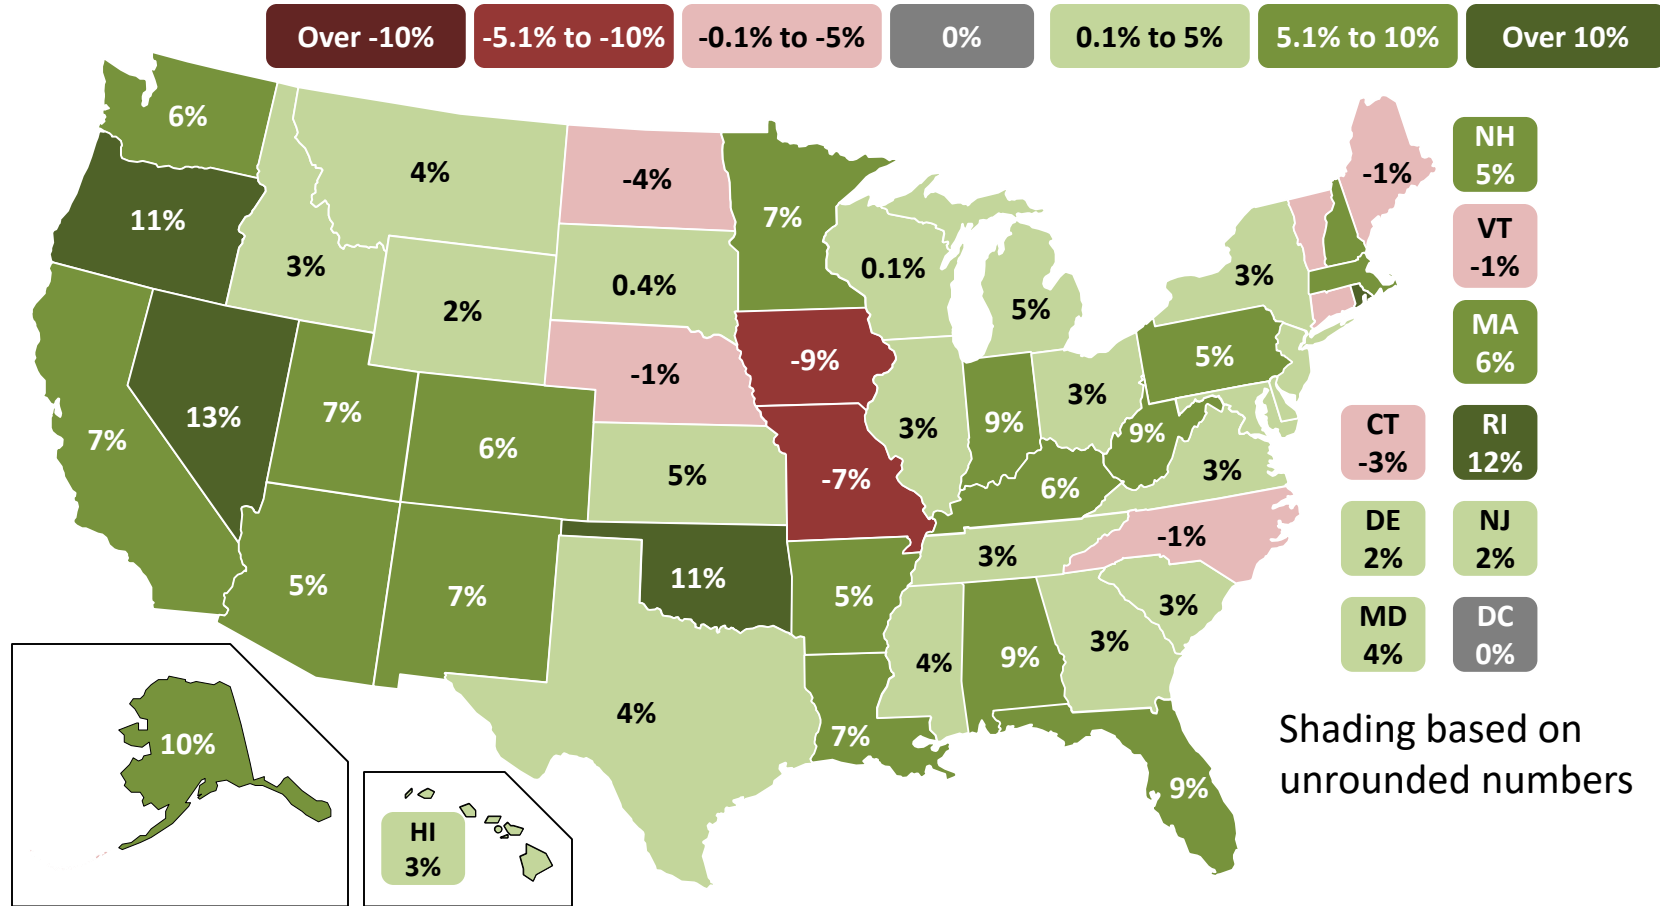 Over -10%
-5.1% to -10%
-0.1% to -5%
0%
0.1% to 5%
5.1% to 10%
Over 10%
6%
11%
7%
13%
3%
4%
2%
7%
6%
5%
7%
-4%
0.4%
-1%
5%
11%
4%
7%
-9%
-7%
5%
7%
0.1%
3%
5%
9%
3%
6%
3%
4%
9%
3%
9%
3%
-1%
3%
9%
5%
3%
-1%
NH
5%
VT
-1%
MA
6%
CT
-3%
RI
12%
DE
2%
NJ
2%
MD
4%
DC
0%
10%
HI
3%
Shading based on
unrounded numbers